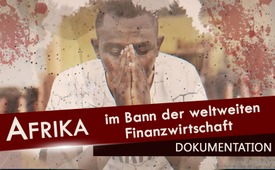 AFRIKA im Bann der weltweiten
Finanzwirtschaft
DOKUMENTATION